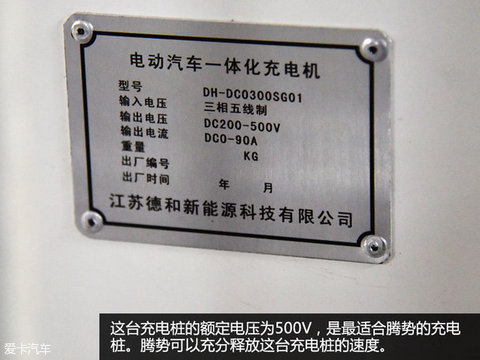 电动汽车一体化充电机
型号 DH-DC0300SG01
输入电压 三相五线制
输出电压 DC200-500V
输出电流 DC0-90A
重量 KG
出厂编号
出厂时间 年 月
江苏德和新能源科技有限公司
这台充电桩的额定电压为500V，是最适合腾势的充电
桩。腾势可以充分释放这台充电桩的速度。
爱卡汽车